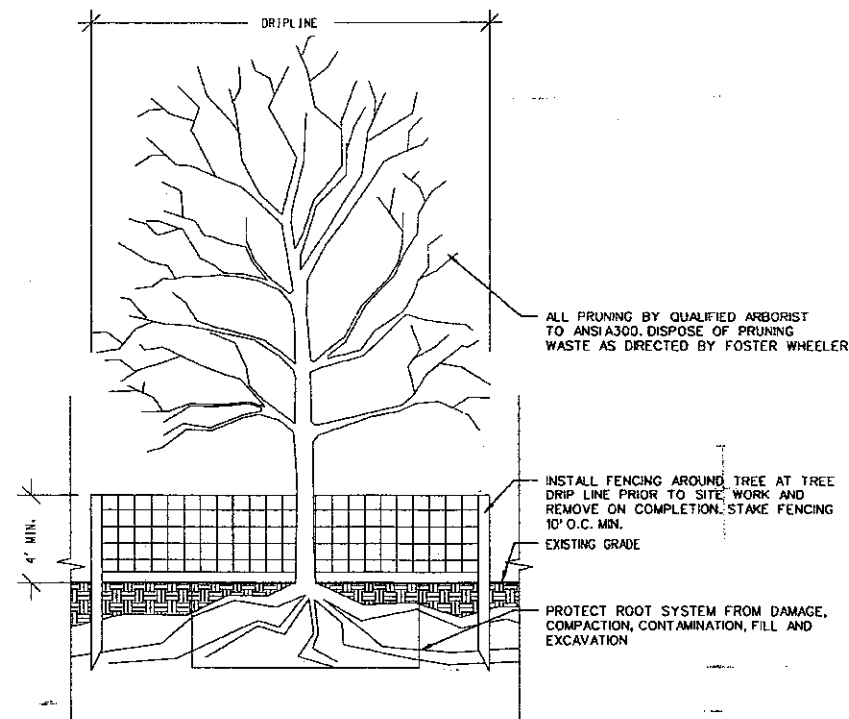 DRIPLINE
ALL PRUNING BY QUALIFIED ARBORIST
TO ANSI A300. DISPOSE OF PRUNING
WASTE AS DIRECTED BY FOSTER WHEELER
INSTALL FENCING AROUND TREE AT TREE
DRIP LINE PRIOR TO SITE WORK AND
REMOVE ON COMPLETION. STAKE FENCING
10' O.C. MIN.
4' MIN.
EXISTING GRADE
PROTECT ROOT SYSTEM FROM DAMAGE,
COMPACTION, CONTAMINATION, FILL AND
EXCAVATION